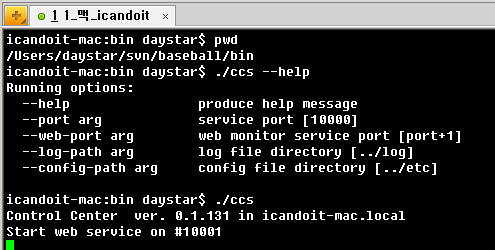 1 1_맥_icandoit
icandoit-mac:bin daystar$ pwd
/Users/daystar/svn/baseball/bin
icandoit-mac:bin daystar$ ./ccs --help
Running options:
  --help                produce help message
  --port arg            service port [10000]
  --web-port arg        web monitor service port [port+1]
  --log-path arg        log file directory [../log]
  --config-path arg     config file directory [../etc]

icandoit-mac:bin daystar$ ./ccs
Control Center  ver. 0.1.131 in icandoit-mac.local
Start web service on #10001